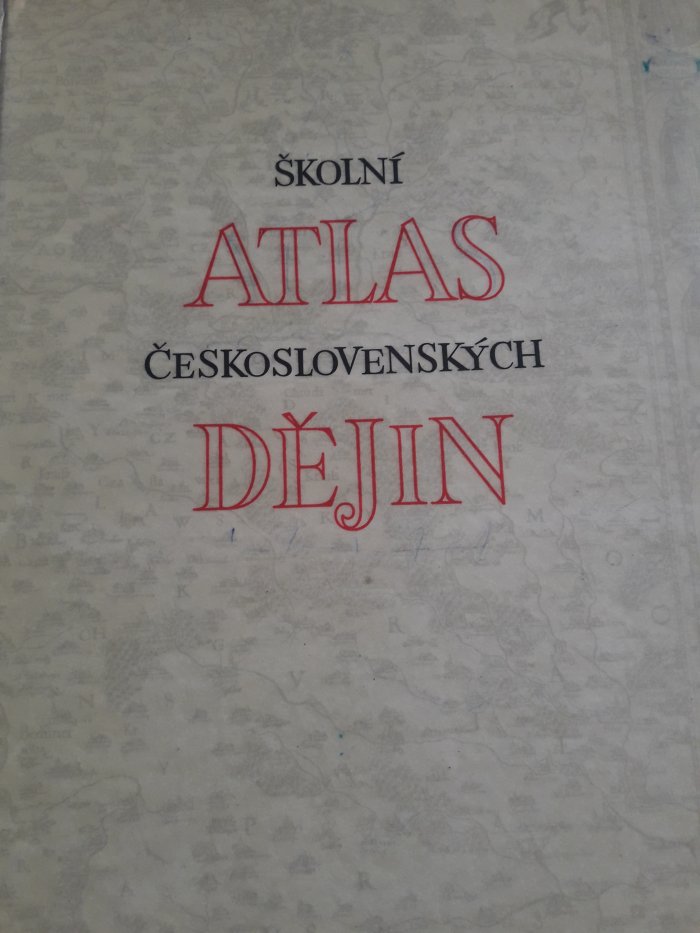 ŠKOLNÍ
ATLAS
ČESKOSLOVENSKÝCH
DĚJIN